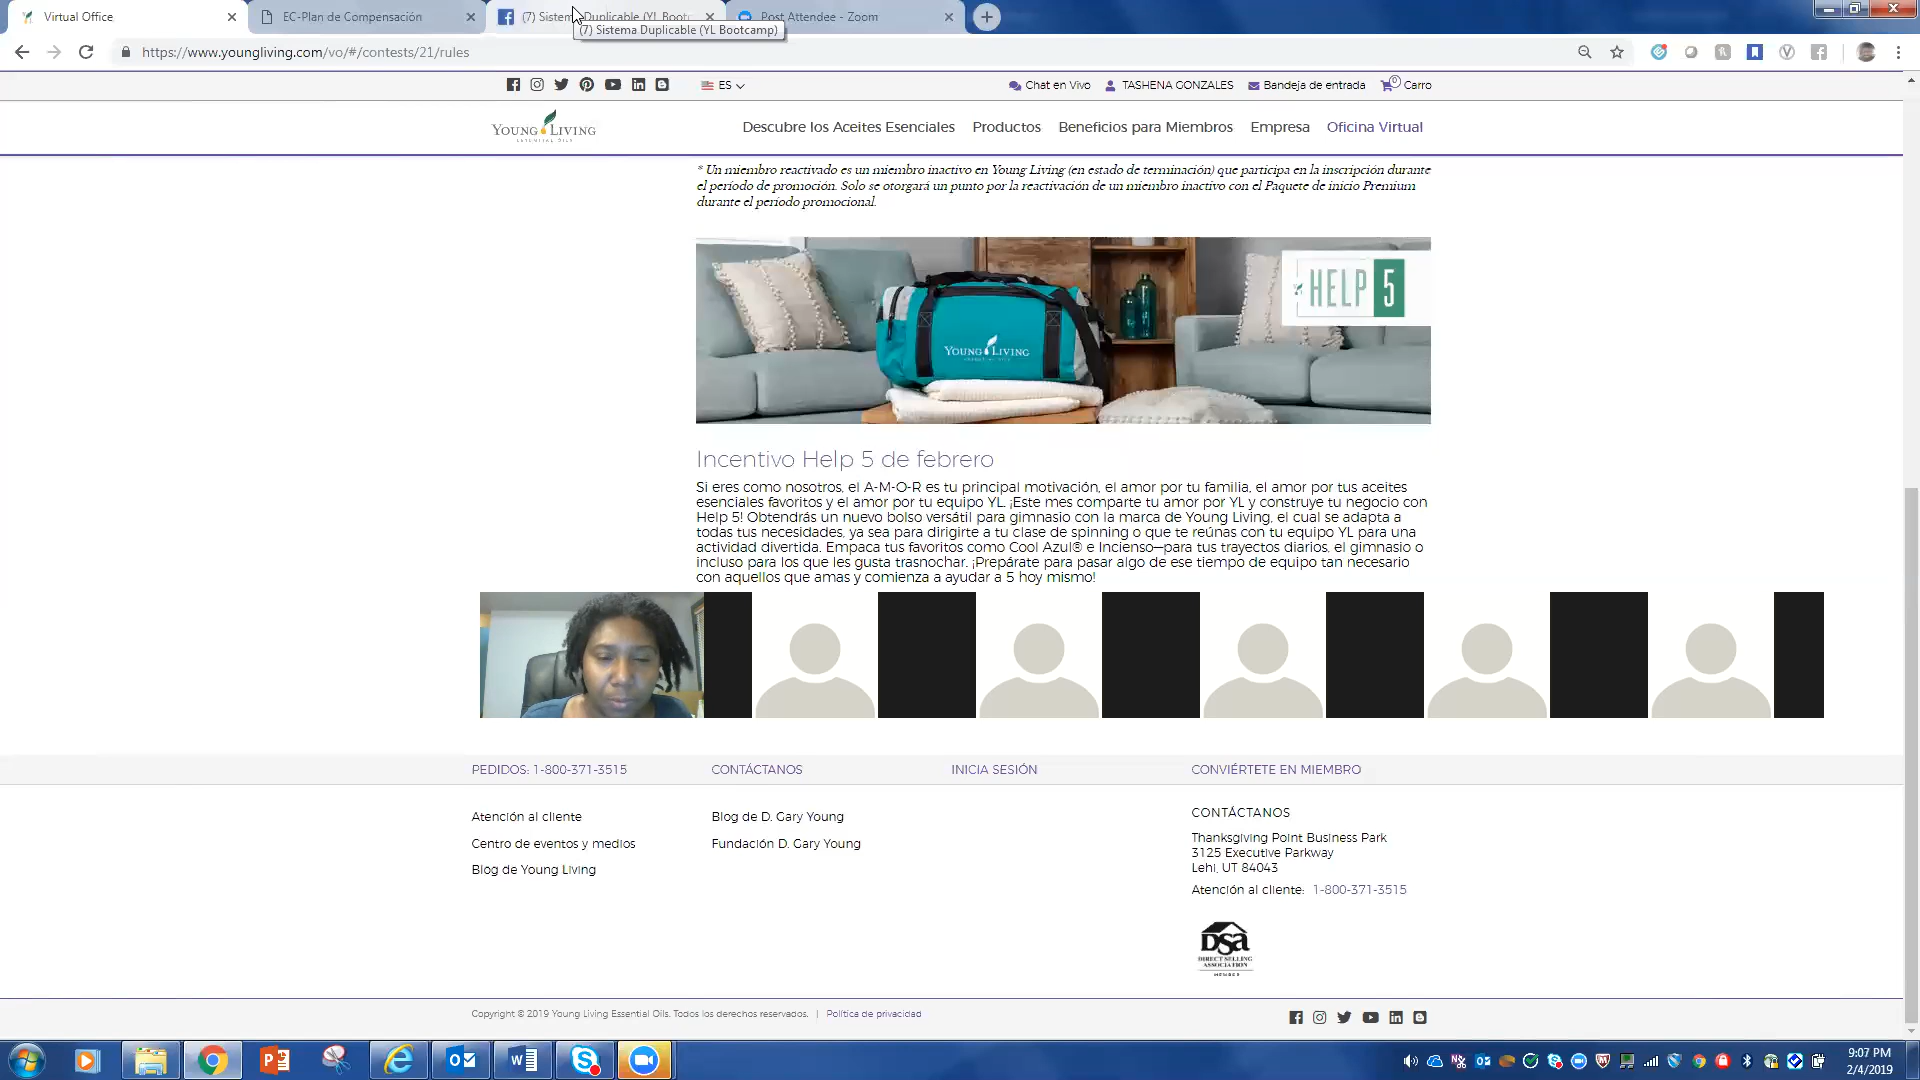 Virtual Office
EC-Plan de Compensación
(7) Sistema Duplicable (YL Boot
Post Attendee - Zoom
(7) Sistema Duplicable (YL Bootcamp)
https://www.youngliving.com/vo/#/contests/21/rules
ES
Chat en Vivo
TASHENA GONZALES
Bandeja de entrada
0
Carro
YOUNG LIVING
ESSENTIAL OILS
Descubre los Aceites Esenciales
Productos
Beneficios para Miembros
Empresa
Oficina Virtual
* Un miembro reactivado es un miembro inactivo en Young Living (en estado de terminación) que participa en la inscripción durante
el período de promoción. Solo se otorgará un punto por la reactivación de un miembro inactivo con el Paquete de inicio Premium
durante el período promocional.
HELP 5
YOUNG LIVING
Incentivo Help 5 de febrero
Si eres como nosotros, el A-M-O-R es tu principal motivación, el amor por tu familia, el amor por tus aceites
esenciales favoritos y el amor por tu equipo YL. ¡Este mes comparte tu amor por YL y construye tu negocio con
Help 5! Obtendrás un nuevo bolso versátil para gimnasio con la marca de Young Living, el cual se adapta a
todas tus necesidades, ya sea para dirigirte a tu clase de spinning o que te reúnas con tu equipo YL para una
actividad divertida. Empaca tus favoritos como Cool Azul® e Incienso—para tus trayectos diarios, el gimnasio o
incluso para los que les gusta trasnochar. ¡Prepárate para pasar algo de ese tiempo de equipo tan necesario
con aquellos que amas y comienza a ayudar a 5 hoy mismo!
PEDIDOS: 1-800-371-3515
CONTÁCTANOS
INICIA SESIÓN
CONVIÉRTETE EN MIEMBRO
Atención al cliente
Centro de eventos y medios
Blog de Young Living
Blog de D. Gary Young
Fundación D. Gary Young
CONTÁCTANOS
Thanksgiving Point Business Park
3125 Executive Parkway
Lehi, UT 84043
Atención al cliente: 1-800-371-3515
DSA
DIRECT SELLING
ASSOCIATION
MEMBER
Copyright © 2019 Young Living Essential Oils. Todos los derechos reservados. | Política de privacidad
9:07 PM
2/4/2019